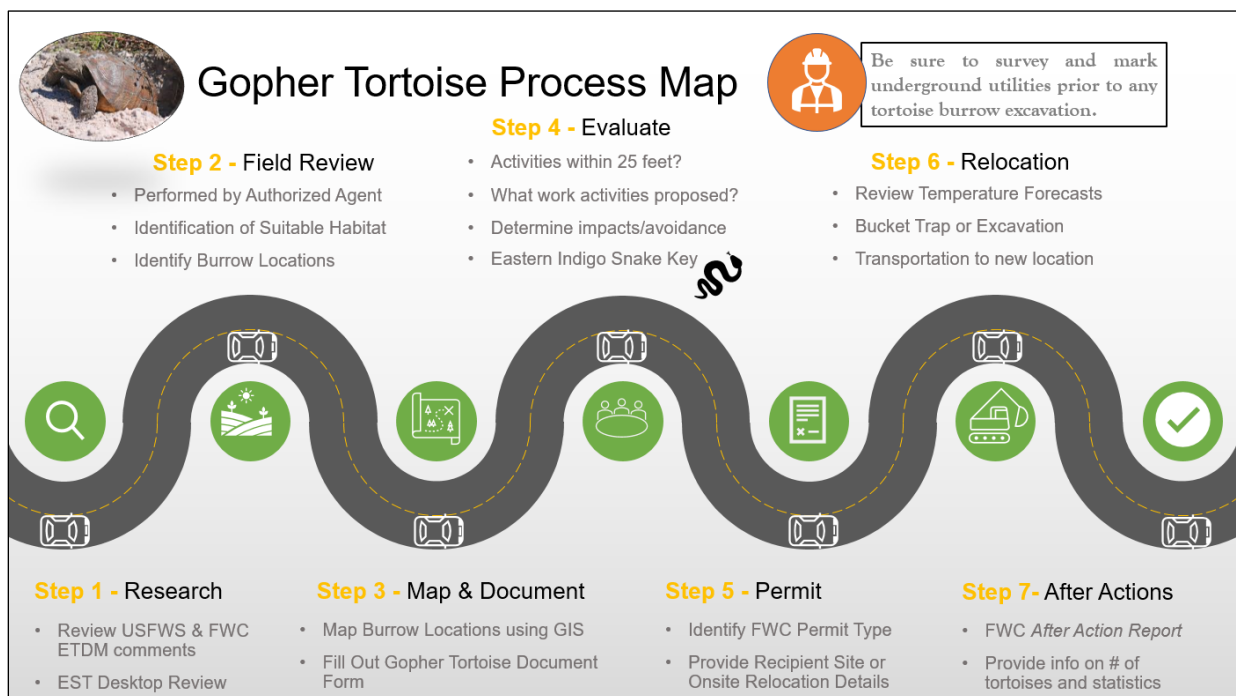 Gopher Tortoise Process Map
Be sure to survey and mark
underground utilities prior to any
tortoise burrow excavation.
Step 1 - Research
• Review USFWS & FWC
ETDM comments
• EST Desktop Review
Step 2 - Field Review
• Performed by Authorized Agent
• Identification of Suitable Habitat
• Identify Burrow Locations
Step 3 - Map & Document
• Map Burrow Locations using GIS
• Fill Out Gopher Tortoise Document
Form
Step 4 - Evaluate
• Activities within 25 feet?
• What work activities proposed?
• Determine impacts/avoidance
• Eastern Indigo Snake Key
Step 5 - Permit
• Identify FWC Permit Type
• Provide Recipient Site or
Onsite Relocation Details
Step 6 - Relocation
• Review Temperature Forecasts
• Bucket Trap or Excavation
• Transportation to new location
Step 7- After Actions
• FWC After Action Report
• Provide info on # of
tortoises and statistics